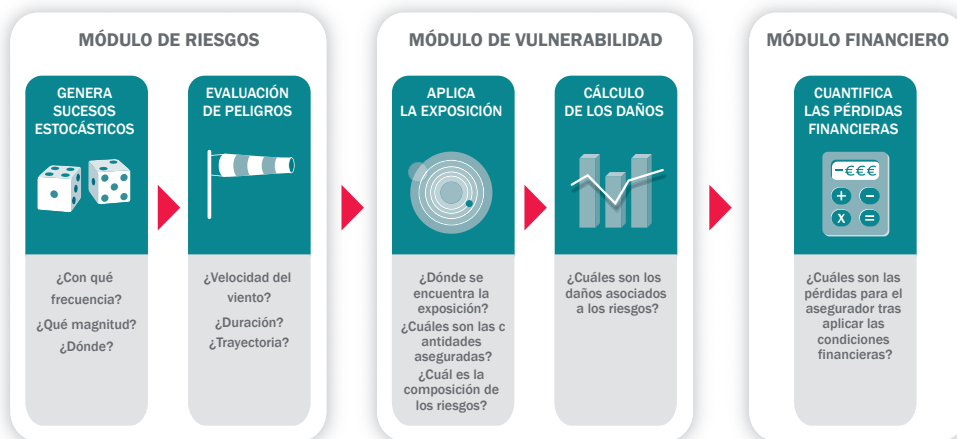 MÓDULO DE RIESGOS
GENERA
SUCESOS
ESTOCÁSTICOS
¿Con qué
frecuencia?
¿Qué magnitud?
¿Dónde?
EVALUACIÓN
DE PELIGROS
¿Velocidad del
viento?
¿Duración?
¿Trayectoria?
MÓDULO DE VULNERABILIDAD
APLICA
LA EXPOSICIÓN
¿Dónde se
encuentra la
exposición?
¿Cuáles son las c
antidades
aseguradas?
¿Cuál es la
composición de
los riesgos?
CÁLCULO
DE LOS DAÑOS
¿Cuáles son los
daños asociados
a los riesgos?
MÓDULO FINANCIERO
CUANTIFICA
LAS PÉRDIDAS
FINANCIERAS
-€€€
+ -
x =
¿Cuáles son las
pérdidas para el
asegurador tras
aplicar las
condiciones
financieras?